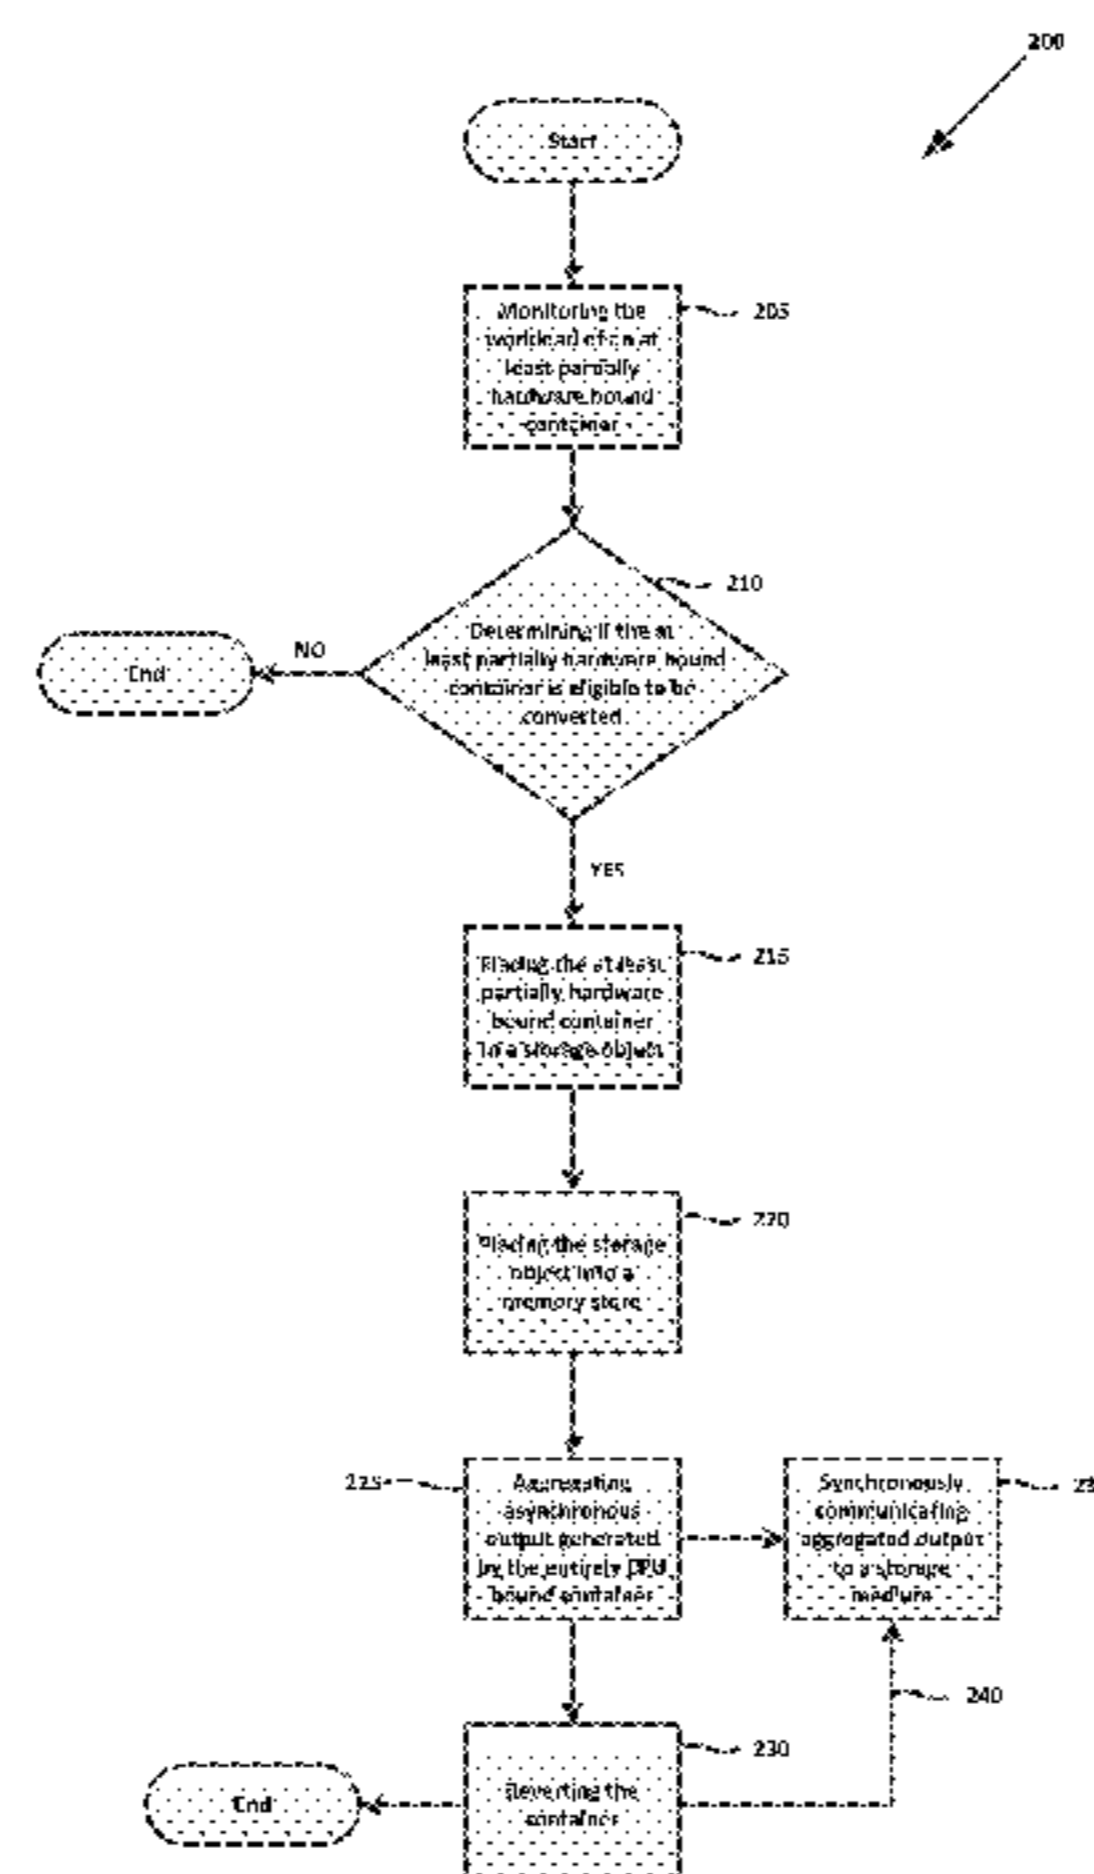 200
Start
Monitoring the
workload of an at
least partially
hardware bound
container
205
210
Determining if the at
least partially hardware bound
container is eligible to be
converted
NO
End
YES
Placing the at least
partially hardware
bound container
in a storage object
215
Placing the storage
object into a
memory store
220
225
Aggregating
asynchronous
output generated
by the entirely CPU
bound container
Synchronously
communicating
aggregated output
to a storage
medium
240
Reverting the
container
230
End